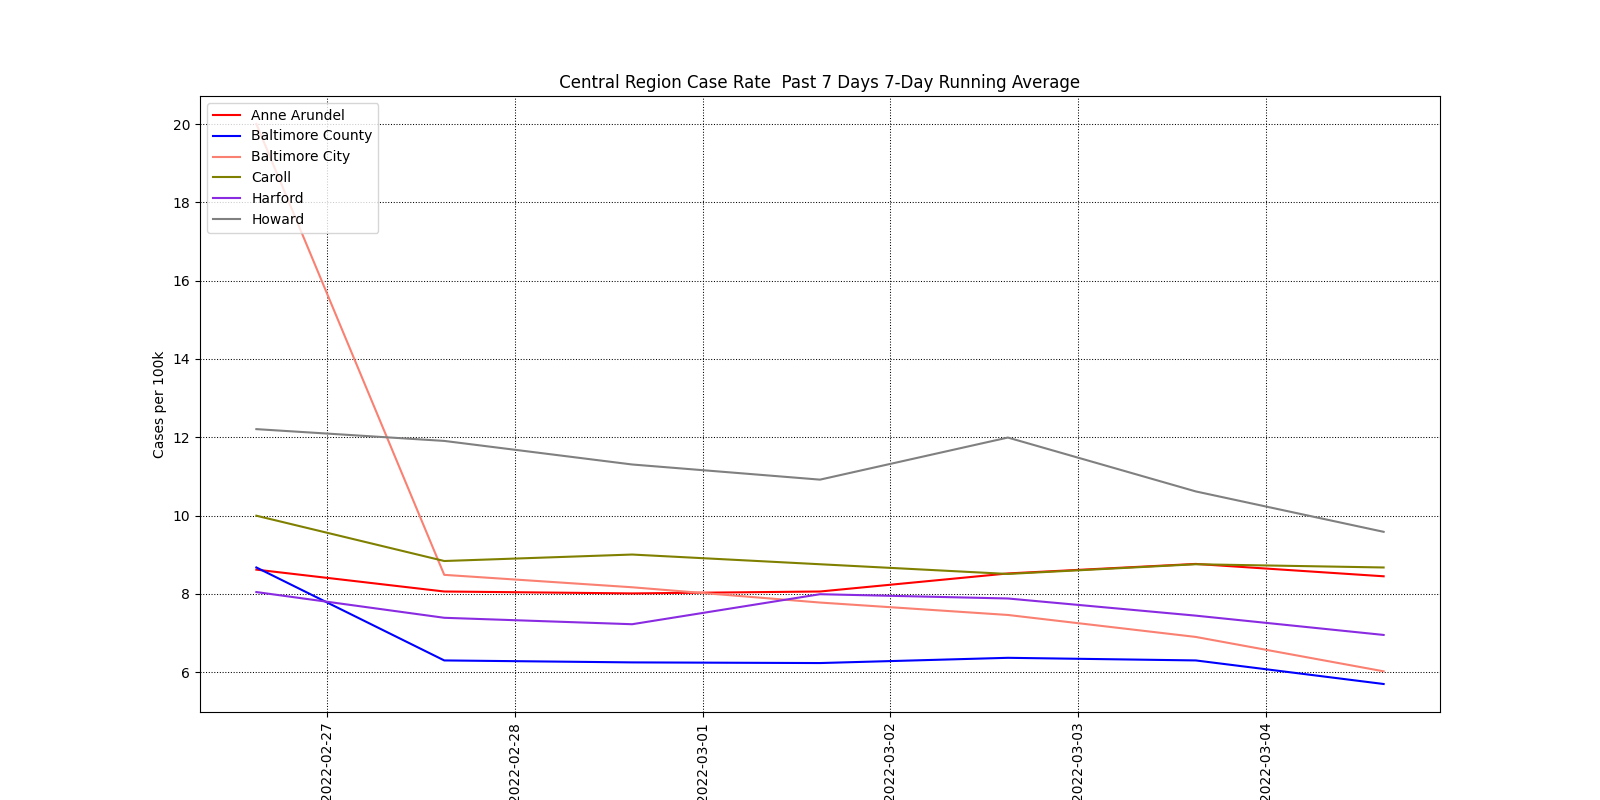 Central Region Case Rate  Past 7 Days 7-Day Running Average
Anne Arundel
Baltimore County
Baltimore City
Caroll
Harford
Howard
20
18
16
14
12
10
8
6
Cases per 100k
2022-02-27
2022-02-28
2022-03-01
2022-03-02
2022-03-03
2022-03-04